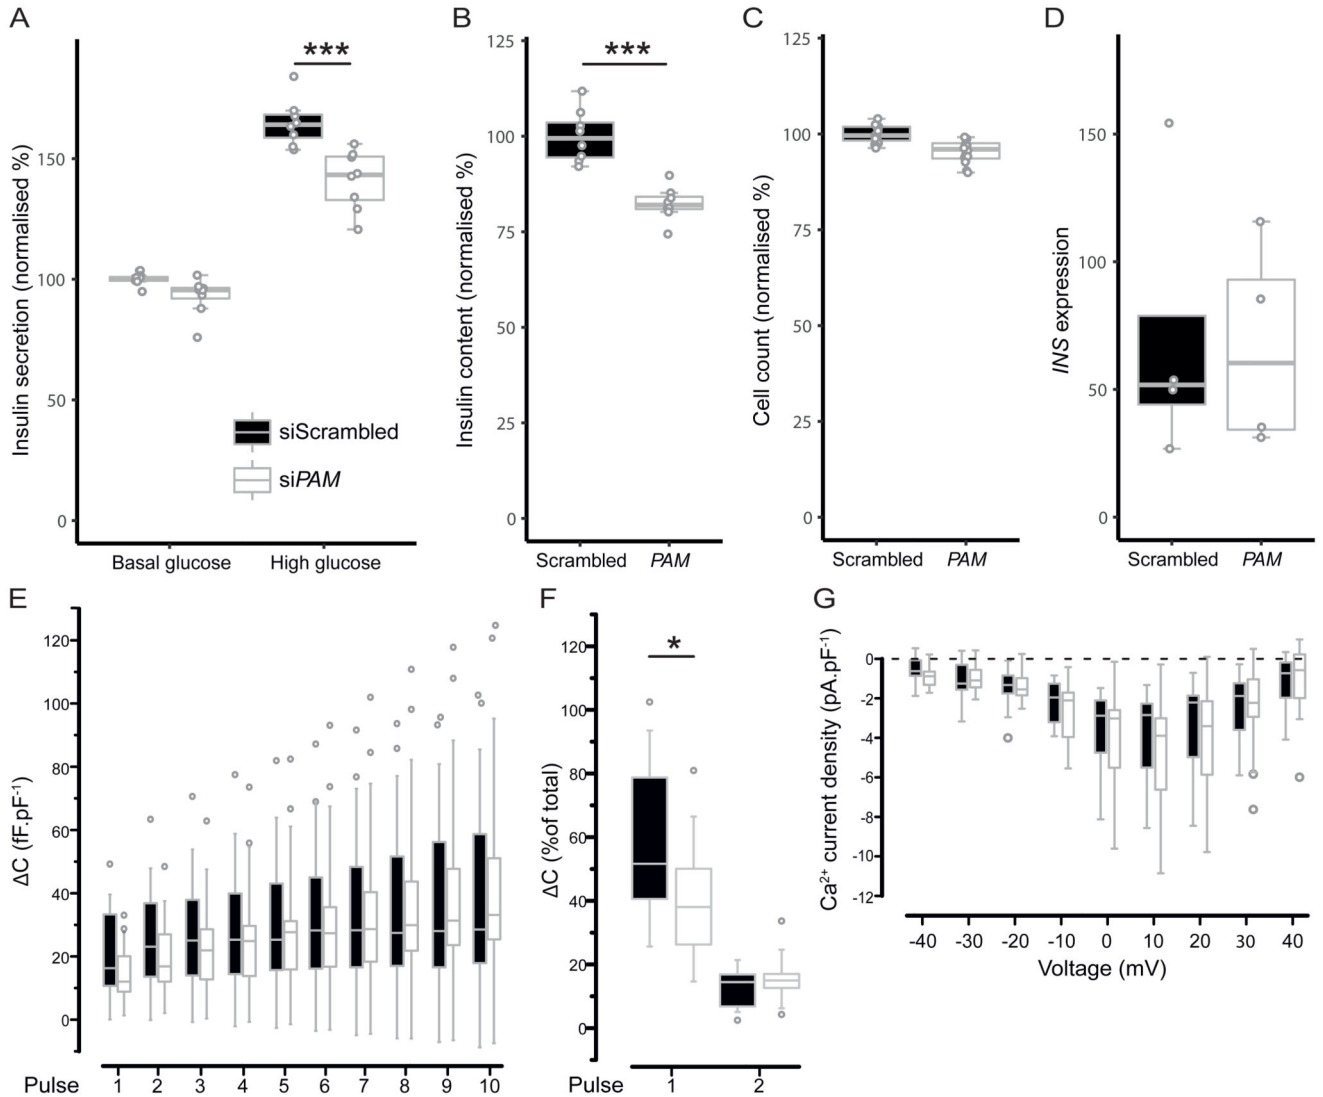 A
Insulin secretion (normalised %)
150
100
50
0
***
siScrambled
siPAM
Basal glucose
High glucose
B
Insulin content (normalised %)
125
100
75
50
25
0
***
Scrambled
PAM
C
Cell count (normalised %)
125
100
75
50
25
0
Scrambled
PAM
D
INS expression
150
100
50
0
Scrambled
PAM
E
ΔC (fF.pF⁻¹)
120
100
80
60
40
20
0
Pulse
1 2 3 4 5 6 7 8 9 10
F
ΔC (%of total)
120
100
80
60
40
20
0
*
Pulse
1 2
G
Ca²⁺ current density (pA.pF⁻¹)
0
-2
-4
-6
-8
-10
-12
-40 -30 -20 -10 0 10 20 30 40
Voltage (mV)